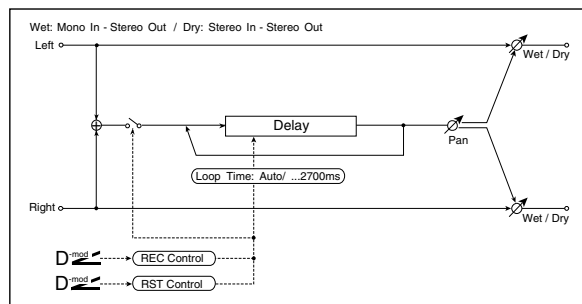 Wet: Mono In - Stereo Out / Dry: Stereo In - Stereo Out
Left
Wet / Dry
Delay
Pan
Loop Time: Auto/ ...2700ms
Right
Wet / Dry
D-mod REC Control
D-mod RST Control